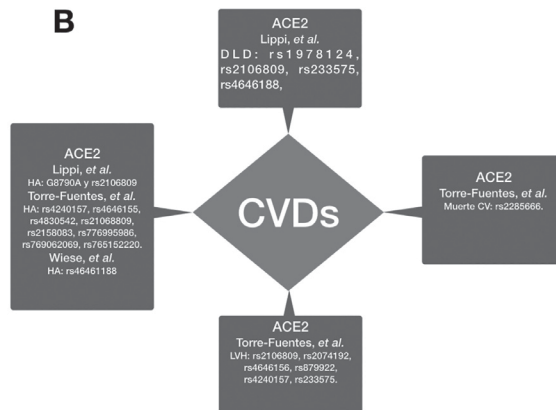 B
ACE2
Lippi, et al.
DLD: rs1978124,
rs2106809, rs233575,
rs4646188,
ACE2
Lippi, et al.
HA: G8790A y rs2106809
Torre-Fuentes, et al.
HA: rs4240157, rs4646155,
rs4830542, rs21068809,
rs2158083, rs776995986,
rs769062069, rs765152220.
Wiese, et al.
HA: rs46461188
CVDs
ACE2
Torre-Fuentes, et al.
Muerte CV: rs2285666.
ACE2
Torre-Fuentes, et al.
LVH: rs2106809, rs2074192,
rs4646156, rs879922,
rs4240157, rs233575.